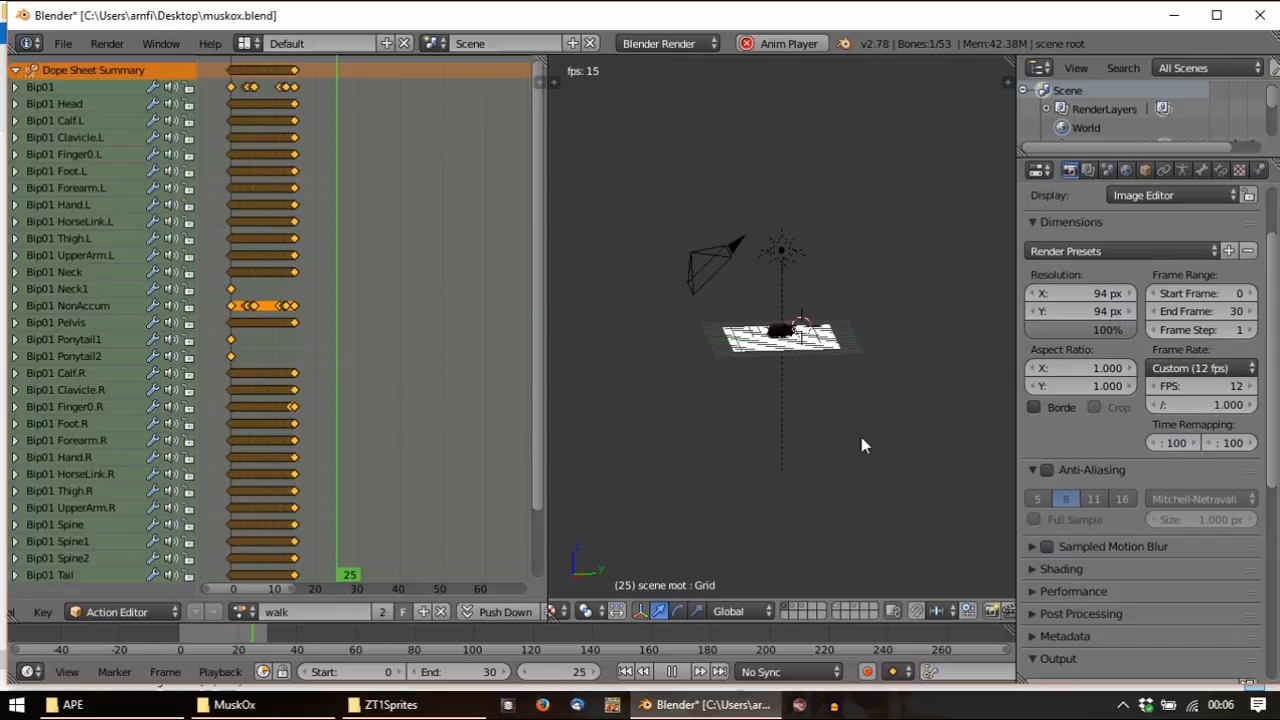 Blender* [C:\Users\arnfi\Desktop\muskox.blend]
File Render Window Help Default Scene Blender Render Anim Player v2.78 | Bones:1/53 | Mem:42.38M | scene root
Dope Sheet Summary
Bip01
Bip01 Head
Bip01 Calf.L
Bip01 Clavicle.L
Bip01 Finger0.L
Bip01 Foot.L
Bip01 Forearm.L
Bip01 Hand.L
Bip01 HorseLink.L
Bip01 Thigh.L
Bip01 UpperArm.L
Bip01 Neck
Bip01 Neck1
Bip01 NonAccum
Bip01 Pelvis
Bip01 Ponytail1
Bip01 Ponytail2
Bip01 Calf.R
Bip01 Clavicle.R
Bip01 Finger0.R
Bip01 Foot.R
Bip01 Forearm.R
Bip01 Hand.R
Bip01 HorseLink.R
Bip01 Thigh.R
Bip01 UpperArm.R
Bip01 Spine
Bip01 Spine1
Bip01 Spine2
Bip01 Tail
25
0 10 20 30 40 50 60
Key Action Editor walk 2 F Push Down
fps: 15
z
y
(25) scene root : Grid
Global
View Search All Scenes
Scene
RenderLayers
World
Display: Image Editor
Dimensions
Render Presets
Resolution: Frame Range:
X: 94 px Start Frame: 0
Y: 94 px End Frame: 30
100% Frame Step: 1
Aspect Ratio: Frame Rate:
X: 1.000 Custom (12 fps)
Y: 1.000 FPS: 12
Borde Crop /: 1.000
Time Remapping:
: 100 : 100
Anti-Aliasing
5 8 11 16 Mitchell-Netravali
Full Sample Size: 1.000 px
Sampled Motion Blur
Shading
Performance
Post Processing
Metadata
Output
-40 -20 0 20 40 60 80 100 120 140 160 180 200 220 240 260
View Marker Frame Playback Start: 0 End: 30 25 No Sync
APE MuskOx ZT1Sprites Blender* [C:\Users\ar... 00:06